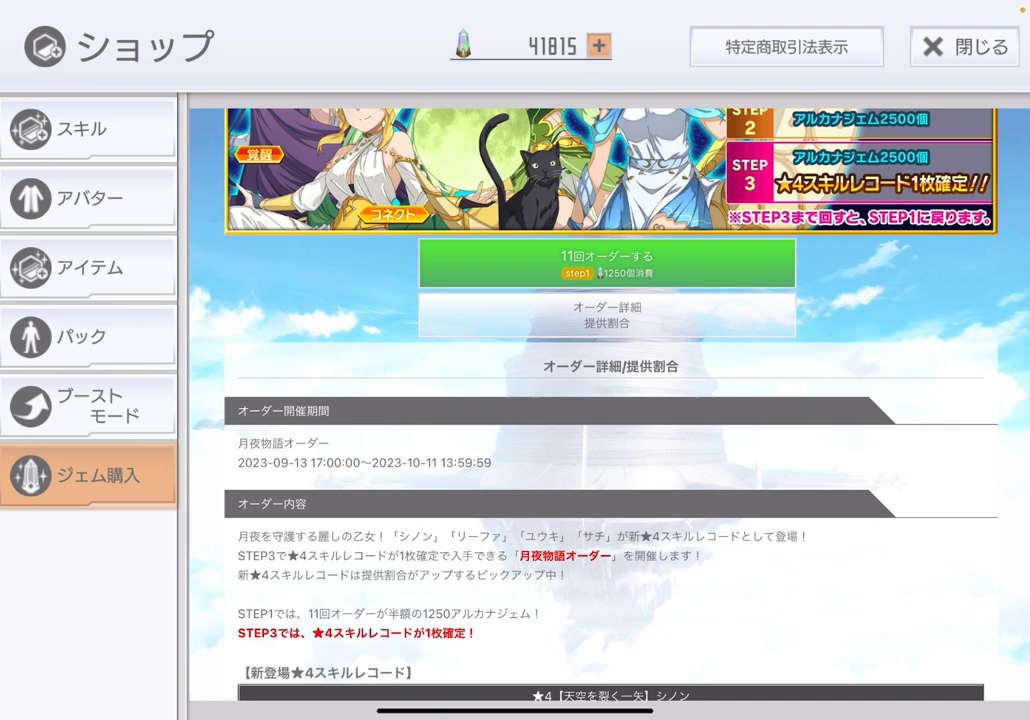 ショップ
41815
特定商取引法表示
閉じる
スキル
アバター
アイテム
パック
ブースト
モード
ジェム購入
覚醒
コネクト
STEP
2
アルカナジェム2500個
STEP
3
アルカナジェム2500個
★4スキルレコード1枚確定!!
※STEP3まで回すと、STEP1に戻ります。
11回オーダーする
step1 1250個消費
オーダー詳細
提供割合
オーダー詳細/提供割合
オーダー開催期間
月夜物語オーダー
2023-09-13 17:00:00〜2023-10-11 13:59:59
オーダー内容
月夜を守護する麗しの乙女！「シノン」「リーファ」「ユウキ」「サチ」が新★4スキルレコードとして登場！
STEP3で★4スキルレコードが1枚確定で入手できる「月夜物語オーダー」を開催します！
新★4スキルレコードは提供割合がアップするピックアップ中！
STEP1では、11回オーダーが半額の1250アルカナジェム！
STEP3では、★4スキルレコードが1枚確定！
【新登場★4スキルレコード】
★4【天空を裂く一矢】シノン